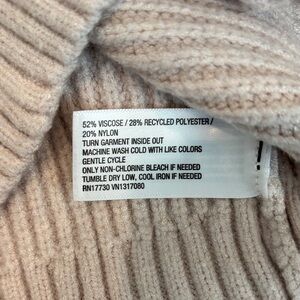 52% VISCOSE / 28% RECYCLED POLYESTER /
20% NYLON
TURN GARMENT INSIDE OUT
MACHINE WASH COLD WITH LIKE COLORS
GENTLE CYCLE
ONLY NON-CHLORINE BLEACH IF NEEDED
TUMBLE DRY LOW, COOL IRON IF NEEDED
RN17730 VN1317080